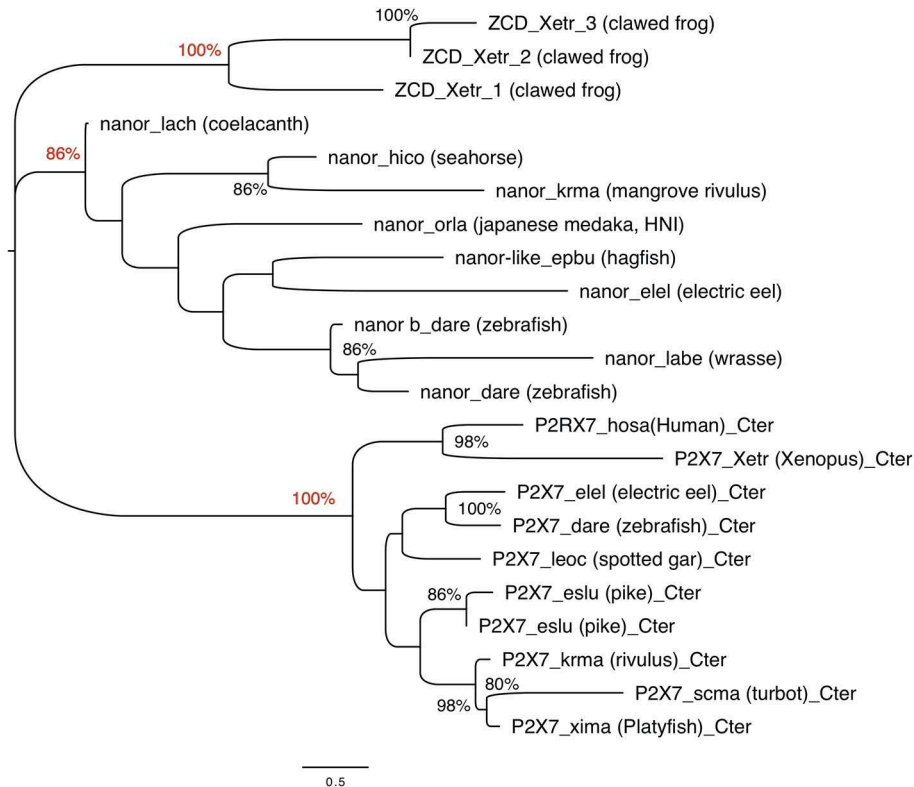 100%
ZCD_Xetr_3 (clawed frog)
100%
ZCD_Xetr_2 (clawed frog)
ZCD_Xetr_1 (clawed frog)
nanor_lach (coelacanth)
86%
nanor_hico (seahorse)
86%
nanor_krma (mangrove rivulus)
nanor_orla (japanese medaka, HNI)
nanor-like_epbu (hagfish)
nanor_elel (electric eel)
nanor b_dare (zebrafish)
86%
nanor_labe (wrasse)
nanor_dare (zebrafish)
P2RX7_hosa(Human)_Cter
98%
P2X7_Xetr (Xenopus)_Cter
100%
P2X7_elel (electric eel)_Cter
100%
P2X7_dare (zebrafish)_Cter
P2X7_leoc (spotted gar)_Cter
86%
P2X7_eslu (pike)_Cter
P2X7_eslu (pike)_Cter
P2X7_krma (rivulus)_Cter
80%
P2X7_scma (turbot)_Cter
98%
P2X7_xima (Platyfish)_Cter
0.5